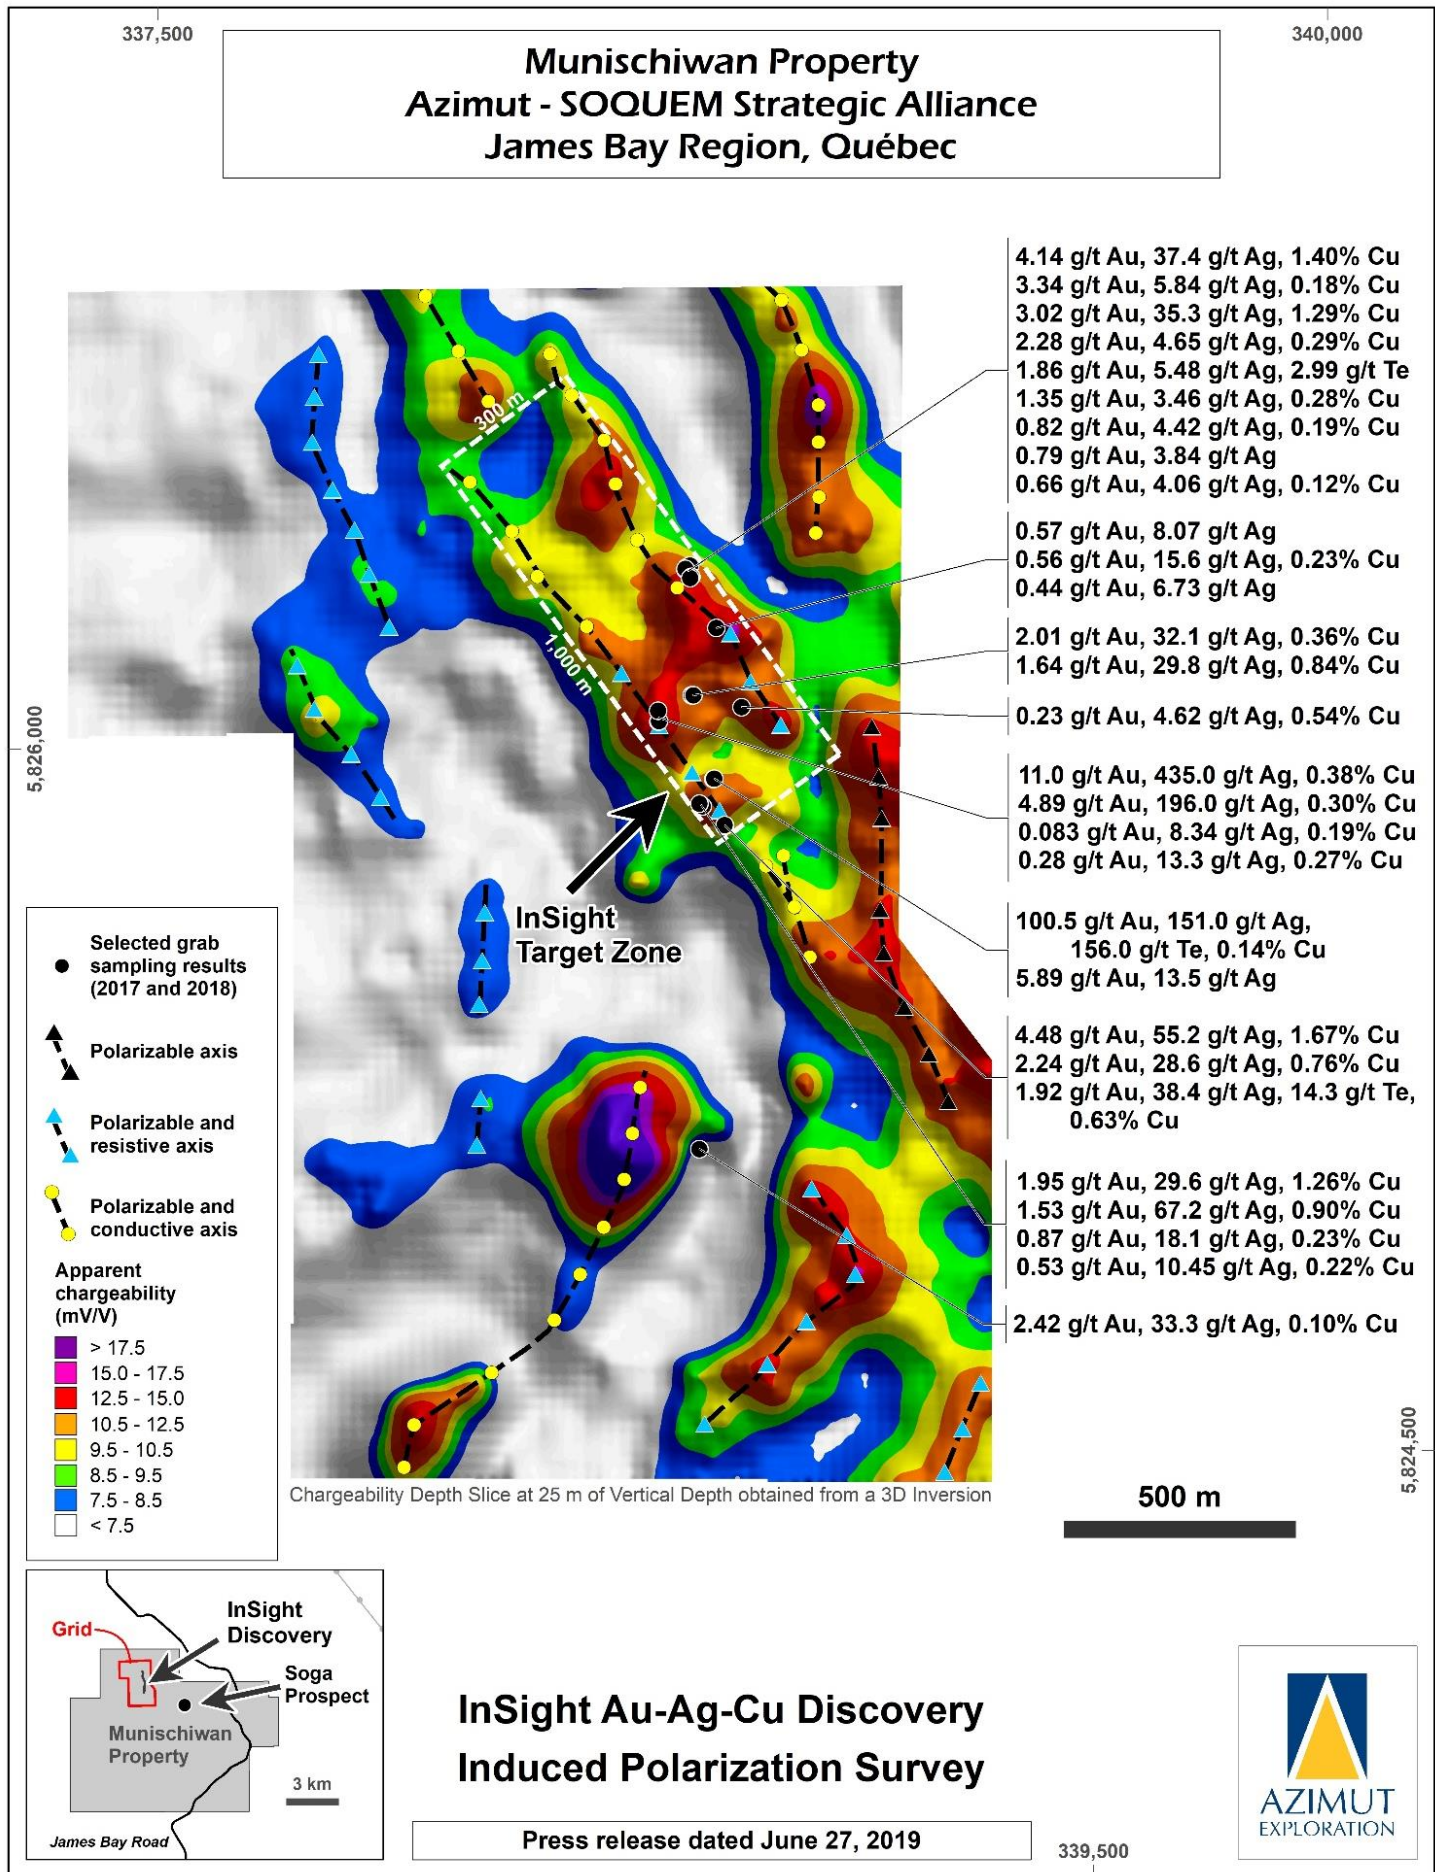 337,500
340,000
Munischiwan Property
Azimut - SOQUEM Strategic Alliance
James Bay Region, Québec
4.14 g/t Au, 37.4 g/t Ag, 1.40% Cu
3.34 g/t Au, 5.84 g/t Ag, 0.18% Cu
3.02 g/t Au, 35.3 g/t Ag, 1.29% Cu
2.28 g/t Au, 4.65 g/t Ag, 0.29% Cu
1.86 g/t Au, 5.48 g/t Ag, 2.99 g/t Te
1.35 g/t Au, 3.46 g/t Ag, 0.28% Cu
0.82 g/t Au, 4.42 g/t Ag, 0.19% Cu
0.79 g/t Au, 3.84 g/t Ag
0.66 g/t Au, 4.06 g/t Ag, 0.12% Cu
0.57 g/t Au, 8.07 g/t Ag
0.56 g/t Au, 15.6 g/t Ag, 0.23% Cu
0.44 g/t Au, 6.73 g/t Ag
2.01 g/t Au, 32.1 g/t Ag, 0.36% Cu
1.64 g/t Au, 29.8 g/t Ag, 0.84% Cu
0.23 g/t Au, 4.62 g/t Ag, 0.54% Cu
11.0 g/t Au, 435.0 g/t Ag, 0.38% Cu
4.89 g/t Au, 196.0 g/t Ag, 0.30% Cu
0.083 g/t Au, 8.34 g/t Ag, 0.19% Cu
0.28 g/t Au, 13.3 g/t Ag, 0.27% Cu
100.5 g/t Au, 151.0 g/t Ag,
156.0 g/t Te, 0.14% Cu
5.89 g/t Au, 13.5 g/t Ag
4.48 g/t Au, 55.2 g/t Ag, 1.67% Cu
2.24 g/t Au, 28.6 g/t Ag, 0.76% Cu
1.92 g/t Au, 38.4 g/t Ag, 14.3 g/t Te,
0.63% Cu
1.95 g/t Au, 29.6 g/t Ag, 1.26% Cu
1.53 g/t Au, 67.2 g/t Ag, 0.90% Cu
0.87 g/t Au, 18.1 g/t Ag, 0.23% Cu
0.53 g/t Au, 10.45 g/t Ag, 0.22% Cu
2.42 g/t Au, 33.3 g/t Ag, 0.10% Cu
300 m
1,000 m
5,826,000
InSight
Target Zone
Selected grab
sampling results
(2017 and 2018)
Polarizable axis
Polarizable and
resistive axis
Polarizable and
conductive axis
Apparent
chargeability
(mV/V)
> 17.5
15.0 - 17.5
12.5 - 15.0
10.5 - 12.5
9.5 - 10.5
8.5 - 9.5
7.5 - 8.5
< 7.5
Chargeability Depth Slice at 25 m of Vertical Depth obtained from a 3D Inversion
500 m
5,824,500
Grid
InSight
Discovery
Soga
Prospect
Munischiwan
Property
3 km
James Bay Road
InSight Au-Ag-Cu Discovery
Induced Polarization Survey
Press release dated June 27, 2019
AZIMUT
EXPLORATION
339,500